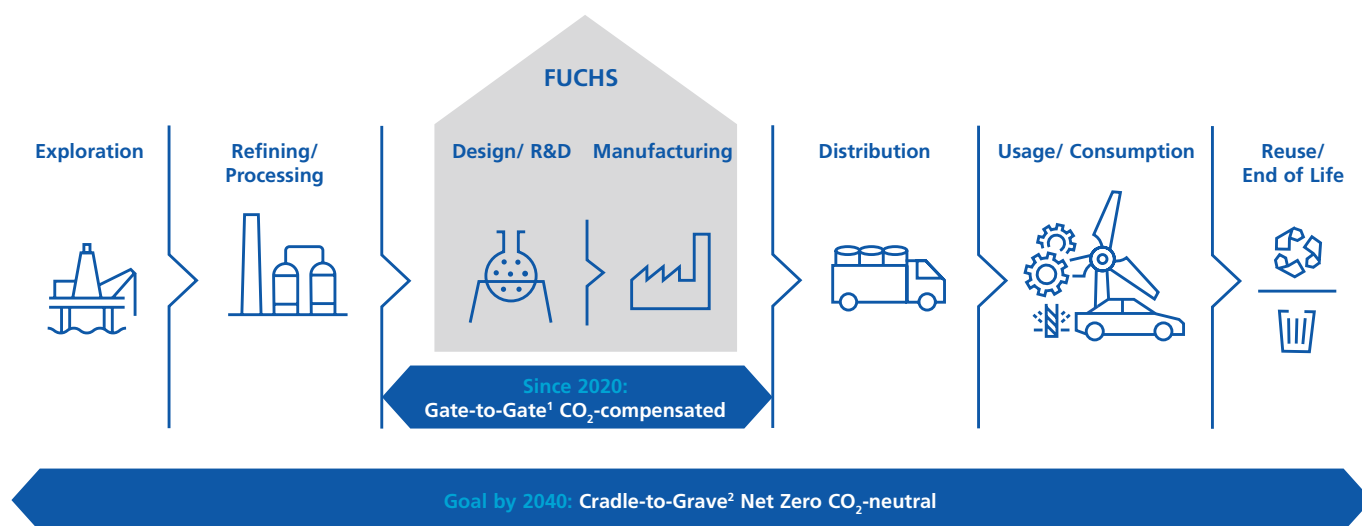 FUCHS
Exploration
Refining/
Processing
Design/ R&D
Manufacturing
Distribution
Usage/ Consumption
Reuse/
End of Life
Since 2020:
Gate-to-Gate¹ CO₂-compensated
Goal by 2040: Cradle-to-Grave² Net Zero CO₂-neutral